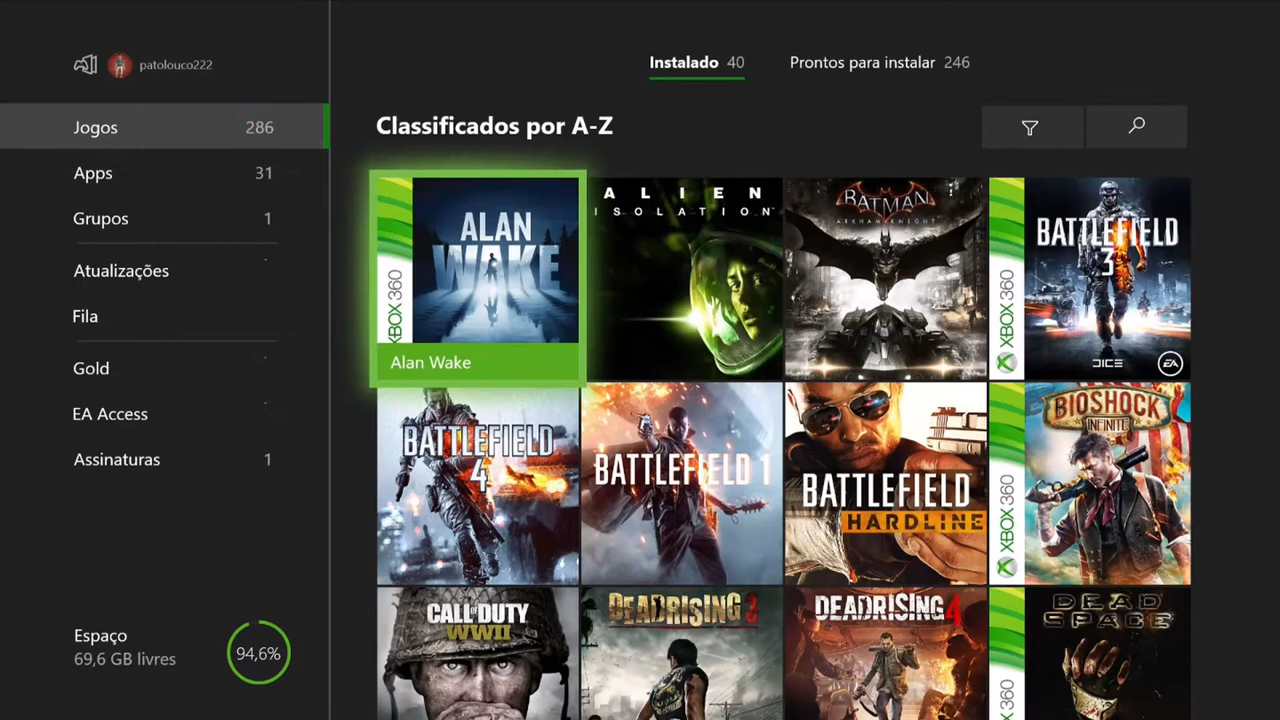 patolouco222
Jogos 286
Apps 31
Grupos 1
Atualizações
Fila
Gold
EA Access
Assinaturas 1
Espaço
69,6 GB livres
94,6%
Instalado 40 Prontos para instalar 246
Classificados por A-Z
XBOX 360
ALAN
WAKE
Alan Wake
ALIEN
ISOLATION™
BATMAN
ARKHAM KNIGHT
XBOX 360
BATTLEFIELD
3
DICE
EA
BATTLEFIELD
4
BATTLEFIELD 1
BATTLEFIELD
HARDLINE
XBOX 360
BIOSHOCK
INFINITE
CALL OF DUTY
WWII
DEADRISING 3
DEADRISING 4
XBOX 360
DEAD
SPACE